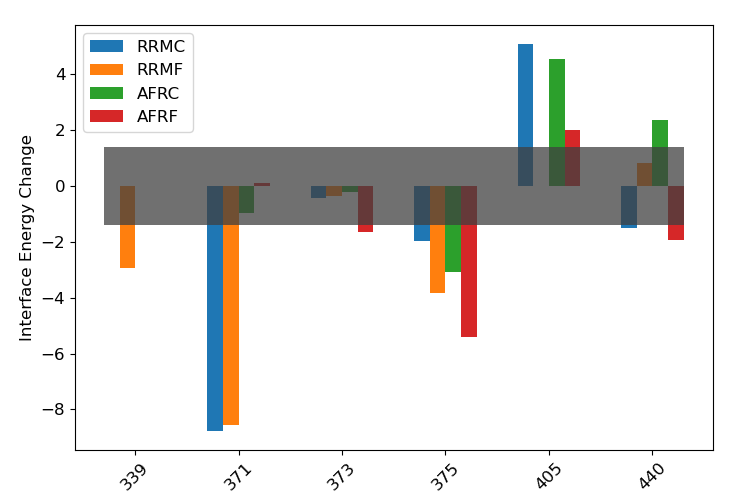 RRMC
RRMF
AFRC
AFRF
Interface Energy Change
4
2
0
−2
−4
−6
−8
339
371
373
375
405
440